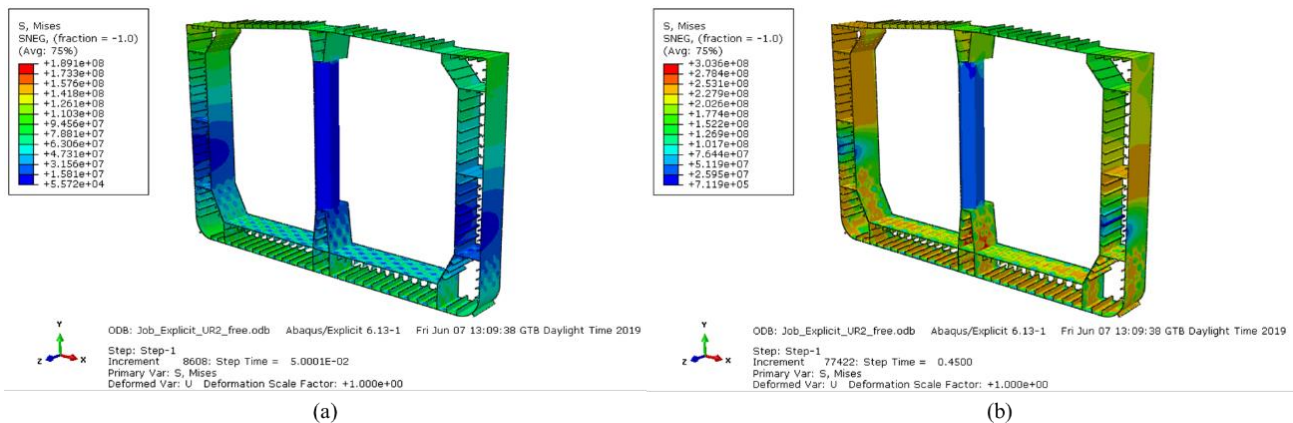 S, Mises
SNEG, (fraction = -1.0)
(Avg: 75%)
+1.891e+08
+1.733e+08
+1.576e+08
+1.418e+08
+1.261e+08
+1.103e+08
+9.456e+07
+7.881e+07
+6.306e+07
+4.731e+07
+3.156e+07
+1.581e+07
+5.572e+04
Y
Z X
ODB: Job_Explicit_UR2_free.odb Abaqus/Explicit 6.13-1 Fri Jun 07 13:09:38 GTB Daylight Time 2019
Step: Step-1
Increment 8608: Step Time = 5.0001E-02
Primary Var: S, Mises
Deformed Var: U Deformation Scale Factor: +1.000e+00
(a)
S, Mises
SNEG, (fraction = -1.0)
(Avg: 75%)
+3.036e+08
+2.784e+08
+2.531e+08
+2.279e+08
+2.026e+08
+1.774e+08
+1.522e+08
+1.269e+08
+1.017e+08
+7.644e+07
+5.119e+07
+2.595e+07
+7.119e+05
Y
Z X
ODB: Job_Explicit_UR2_free.odb Abaqus/Explicit 6.13-1 Fri Jun 07 13:09:38 GTB Daylight Time 2019
Step: Step-1
Increment 77422: Step Time = 0.4500
Primary Var: S, Mises
Deformed Var: U Deformation Scale Factor: +1.000e+00
(b)